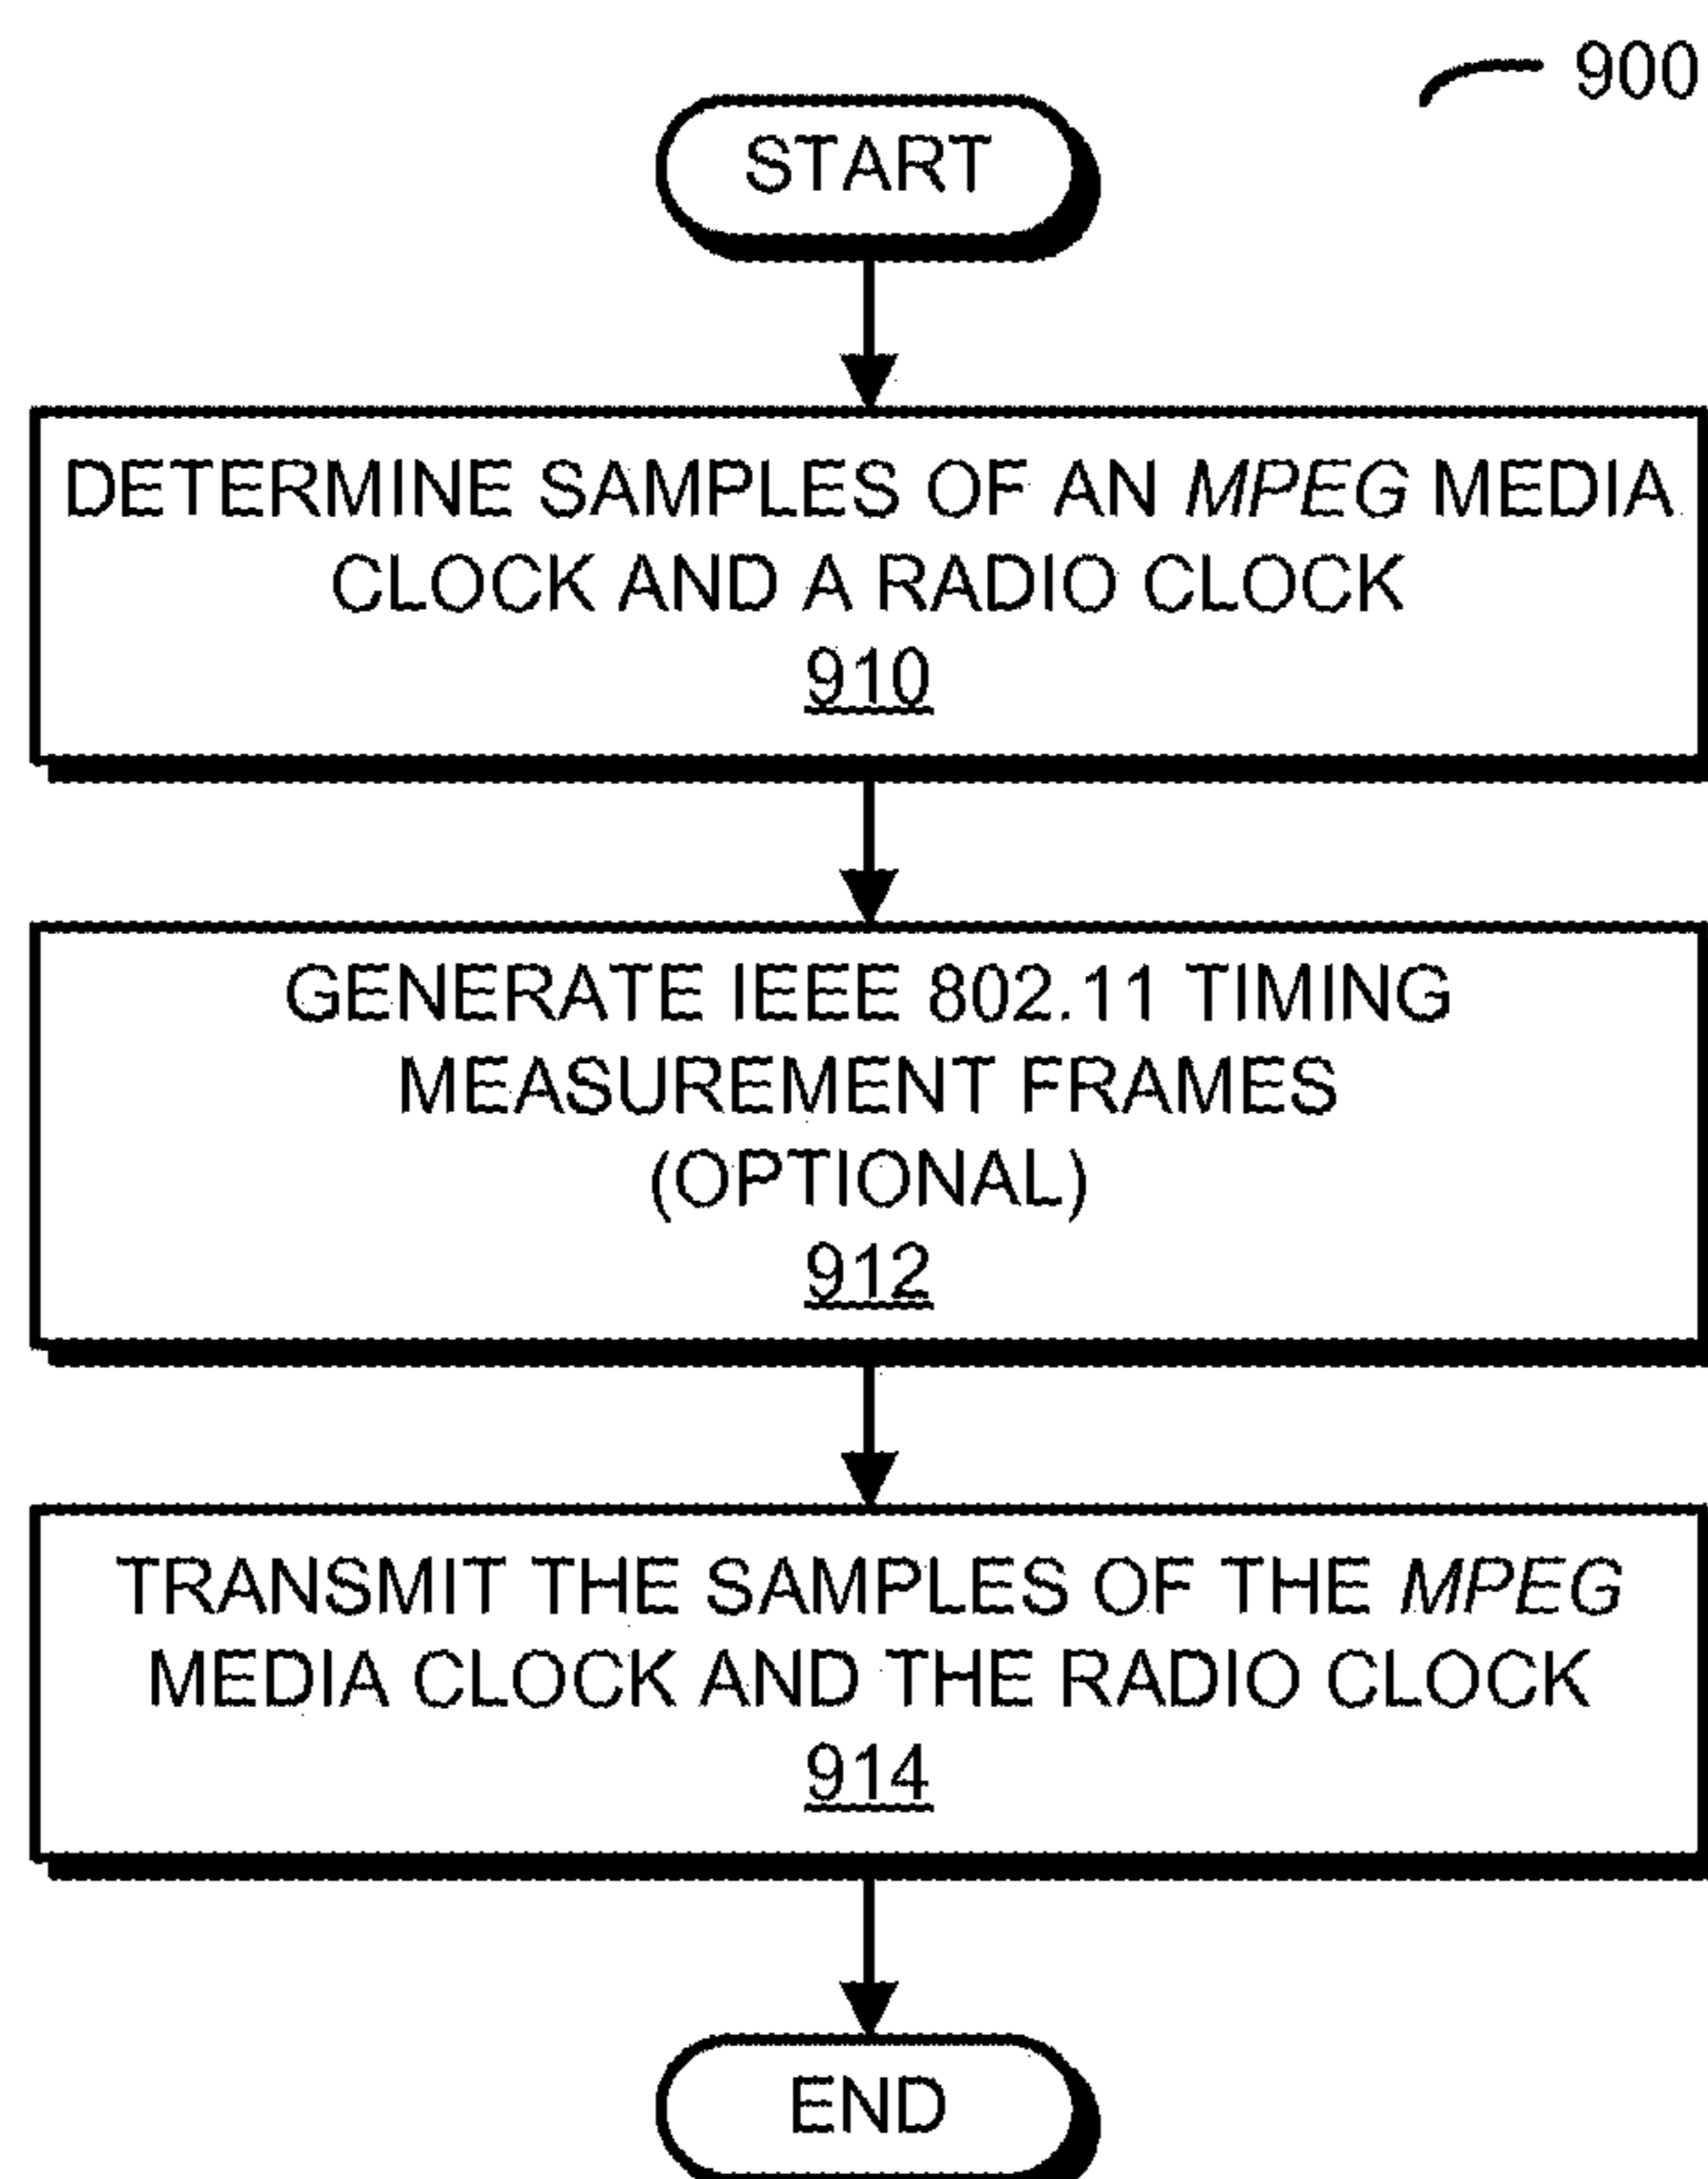 900
START
DETERMINE SAMPLES OF AN MPEG MEDIA
CLOCK AND A RADIO CLOCK
910
GENERATE IEEE 802.11 TIMING
MEASUREMENT FRAMES
(OPTIONAL)
912
TRANSMIT THE SAMPLES OF THE MPEG
MEDIA CLOCK AND THE RADIO CLOCK
914
END